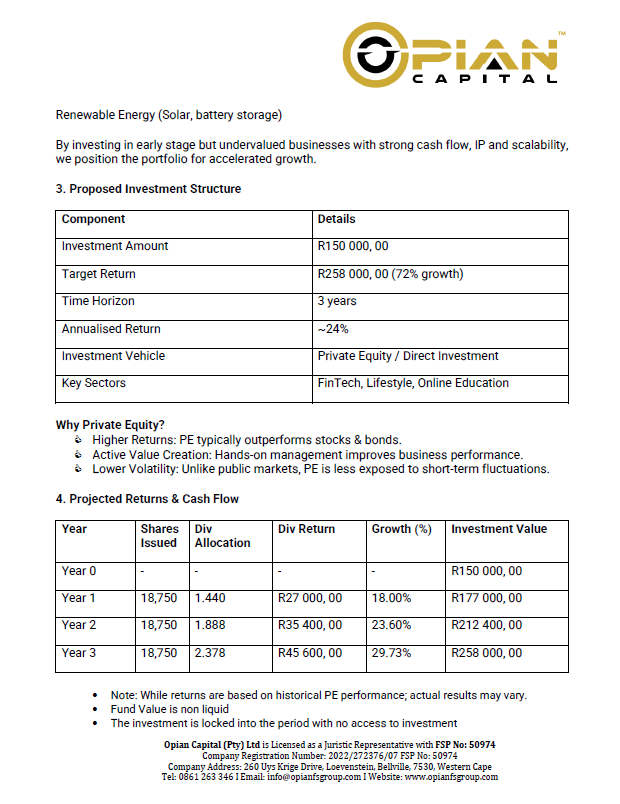 OPIAN™
CAPITAL
Renewable Energy (Solar, battery storage)
By investing in early stage but undervalued businesses with strong cash flow, IP and scalability,
we position the portfolio for accelerated growth.
3. Proposed Investment Structure
Component Details
Investment Amount R150 000, 00
Target Return R258 000, 00 (72% growth)
Time Horizon 3 years
Annualised Return ~24%
Investment Vehicle Private Equity / Direct Investment
Key Sectors FinTech, Lifestyle, Online Education
Why Private Equity?
Higher Returns: PE typically outperforms stocks & bonds.
Active Value Creation: Hands-on management improves business performance.
Lower Volatility: Unlike public markets, PE is less exposed to short-term fluctuations.
4. Projected Returns & Cash Flow
Year Shares Div Div Return Growth (%) Investment Value
Issued Allocation
Year 0 - - - - R150 000, 00
Year 1 18,750 1.440 R27 000, 00 18.00% R177 000, 00
Year 2 18,750 1.888 R35 400, 00 23.60% R212 400, 00
Year 3 18,750 2.378 R45 600, 00 29.73% R258 000, 00
• Note: While returns are based on historical PE performance; actual results may vary.
• Fund Value is non liquid
• The investment is locked into the period with no access to investment
Opian Capital (Pty) Ltd is Licensed as a Juristic Representative with FSP No: 50974
Company Registration Number: 2022/272376/07 FSP No: 50974
Company Address: 260 Uys Krige Drive, Loevenstein, Bellville, 7530, Western Cape
Tel: 0861 263 346 I Email: info@opianfsgroup.com I Website: www.opianfsgroup.com